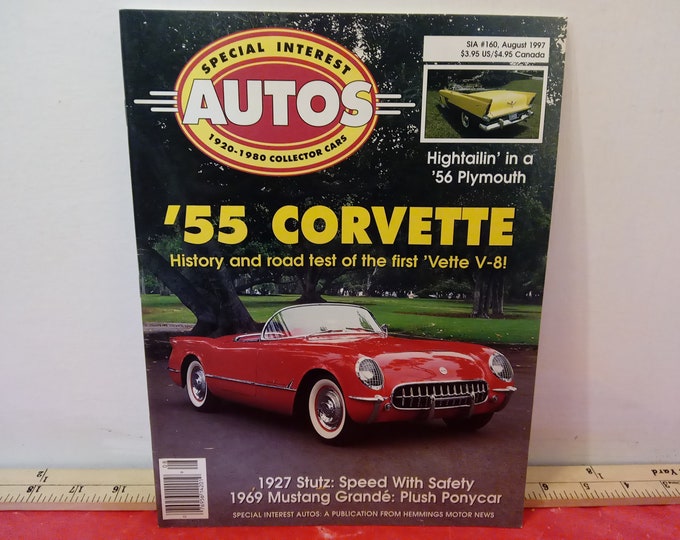 SPECIAL INTEREST
AUTOS
1920-1980 COLLECTOR CARS
SIA #160, August 1997
$3.95 US/$4.95 Canada
Hightailin' in a
'56 Plymouth
'55 CORVETTE
History and road test of the first 'Vette V-8!
1927 Stutz: Speed With Safety
1969 Mustang Grandé: Plush Ponycar
SPECIAL INTEREST AUTOS: A PUBLICATION FROM HEMMINGS MOTOR NEWS